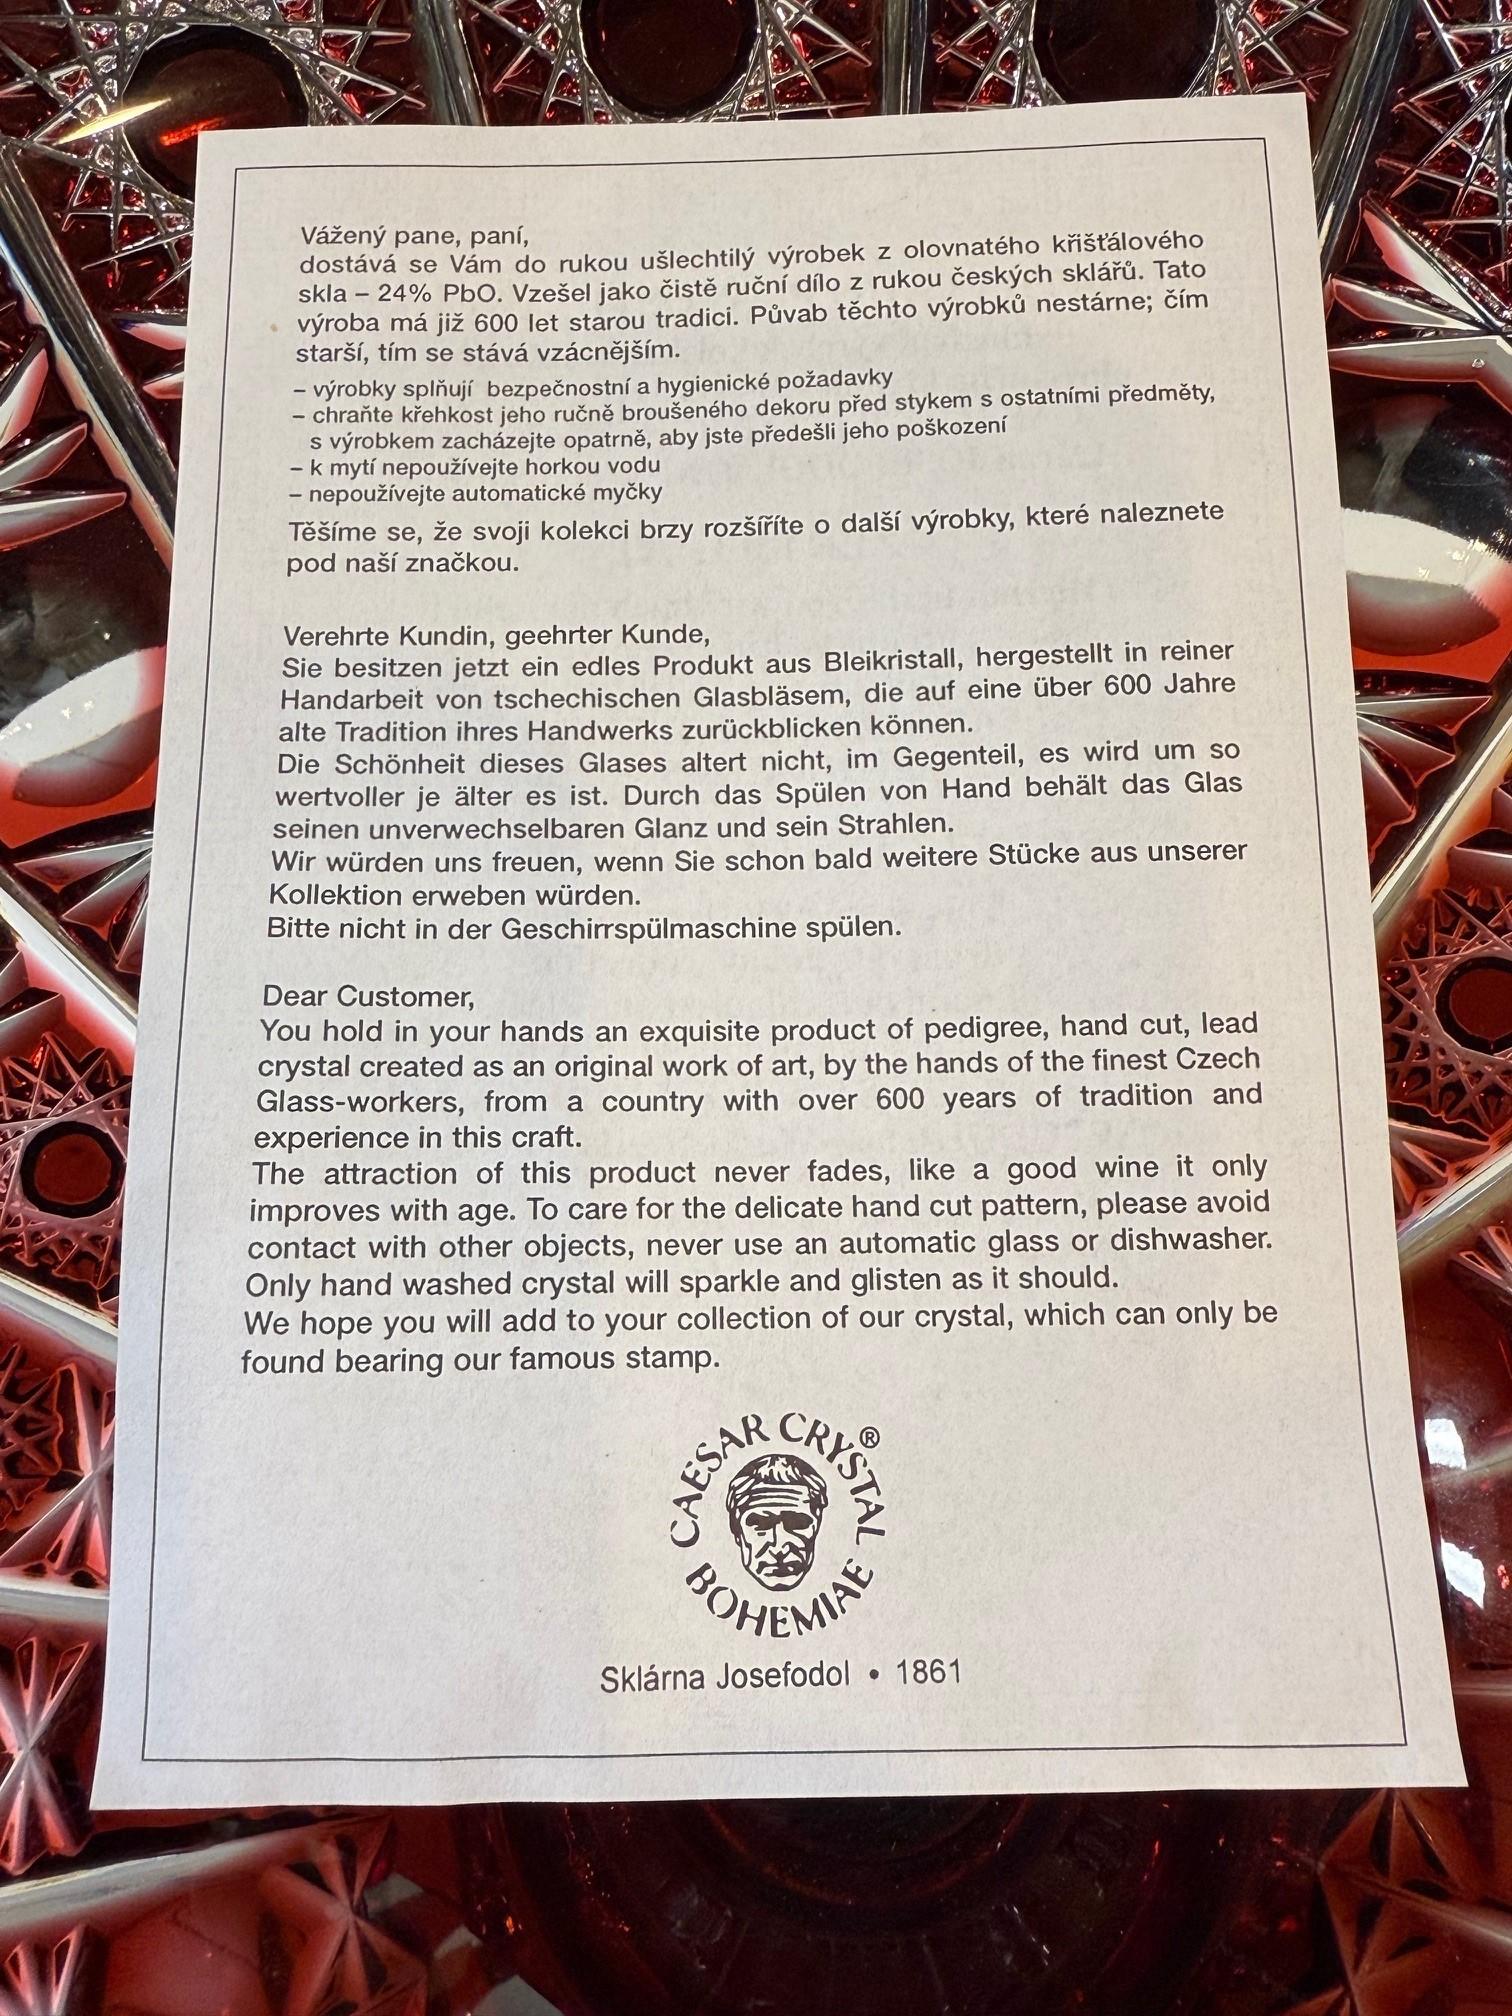 Vážený pane, paní,
dostává se Vám do rukou ušlechtilý výrobek z olovnatého křišťálového
skla – 24% PbO. Vzešel jako čistě ruční dílo z rukou českých sklářů. Tato
výroba má již 600 let starou tradici. Půvab těchto výrobků nestárne; čím
starší, tím se stává vzácnějším.
– výrobky splňují bezpečnostní a hygienické požadavky
– chraňte křehkost jeho ručně broušeného dekoru před stykem s ostatními předměty,
s výrobkem zacházejte opatrně, aby jste předešli jeho poškození
– k mytí nepoužívejte horkou vodu
– nepoužívejte automatické myčky
Těšíme se, že svoji kolekci brzy rozšíříte o další výrobky, které naleznete
pod naší značkou.
Verehrte Kundin, geehrter Kunde,
Sie besitzen jetzt ein edles Produkt aus Bleikristall, hergestellt in reiner
Handarbeit von tschechischen Glasbläsem, die auf eine über 600 Jahre
alte Tradition ihres Handwerks zurückblicken können.
Die Schönheit dieses Glases altert nicht, im Gegenteil, es wird um so
wertvoller je älter es ist. Durch das Spülen von Hand behält das Glas
seinen unverwechselbaren Glanz und sein Strahlen.
Wir würden uns freuen, wenn Sie schon bald weitere Stücke aus unserer
Kollektion erweben würden.
Bitte nicht in der Geschirrspülmaschine spülen.
Dear Customer,
You hold in your hands an exquisite product of pedigree, hand cut, lead
crystal created as an original work of art, by the hands of the finest Czech
Glass-workers, from a country with over 600 years of tradition and
experience in this craft.
The attraction of this product never fades, like a good wine it only
improves with age. To care for the delicate hand cut pattern, please avoid
contact with other objects, never use an automatic glass or dishwasher.
Only hand washed crystal will sparkle and glisten as it should.
We hope you will add to your collection of our crystal, which can only be
found bearing our famous stamp.
CAESAR CRYSTAL®
BOHEMIAE
Sklárna Josefodol • 1861